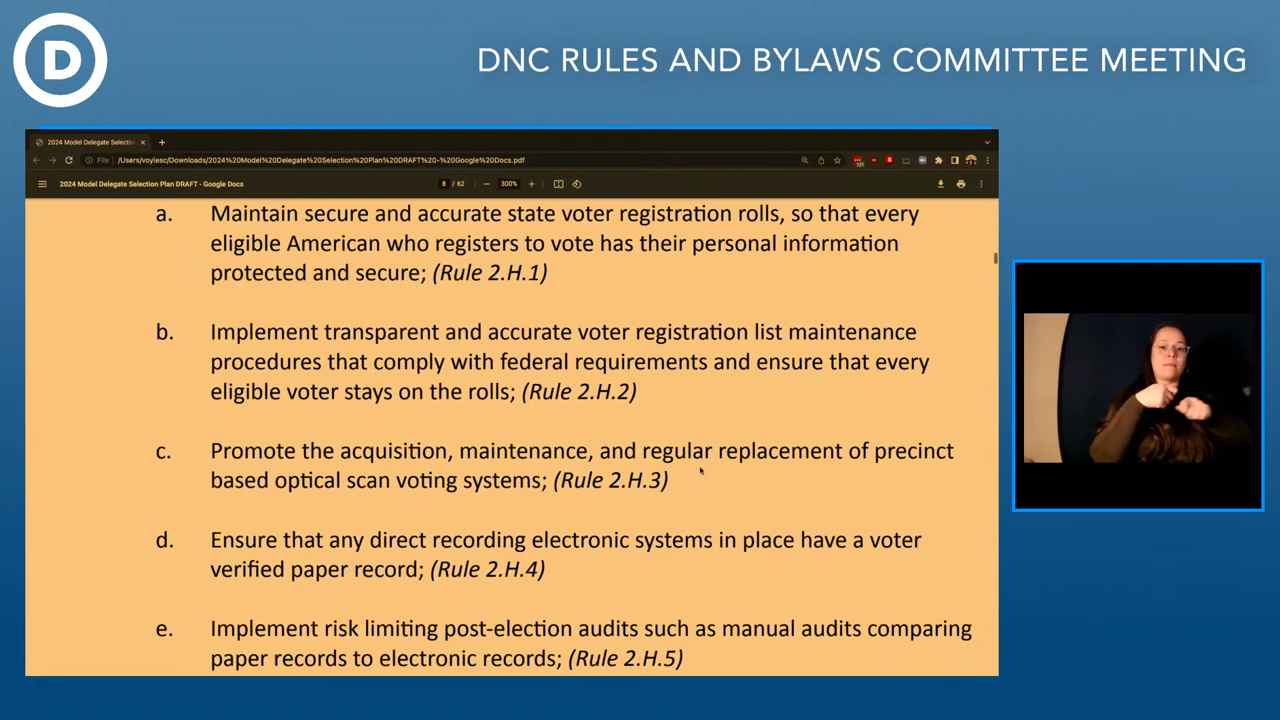 D
DNC RULES AND BYLAWS COMMITTEE MEETING
2024 Model Delegate Selectio
File
/Users/voylesc/Downloads/2024%20Model%20Delegate%20Selection%20Plan%20DRAFT%20-%20Google%20Docs.pdf
2024 Model Delegate Selection Plan DRAFT - Google Docs
8 / 62
300%
a. Maintain secure and accurate state voter registration rolls, so that every
eligible American who registers to vote has their personal information
protected and secure; (Rule 2.H.1)
b. Implement transparent and accurate voter registration list maintenance
procedures that comply with federal requirements and ensure that every
eligible voter stays on the rolls; (Rule 2.H.2)
c. Promote the acquisition, maintenance, and regular replacement of precinct
based optical scan voting systems; (Rule 2.H.3)
d. Ensure that any direct recording electronic systems in place have a voter
verified paper record; (Rule 2.H.4)
e. Implement risk limiting post-election audits such as manual audits comparing
paper records to electronic records; (Rule 2.H.5)